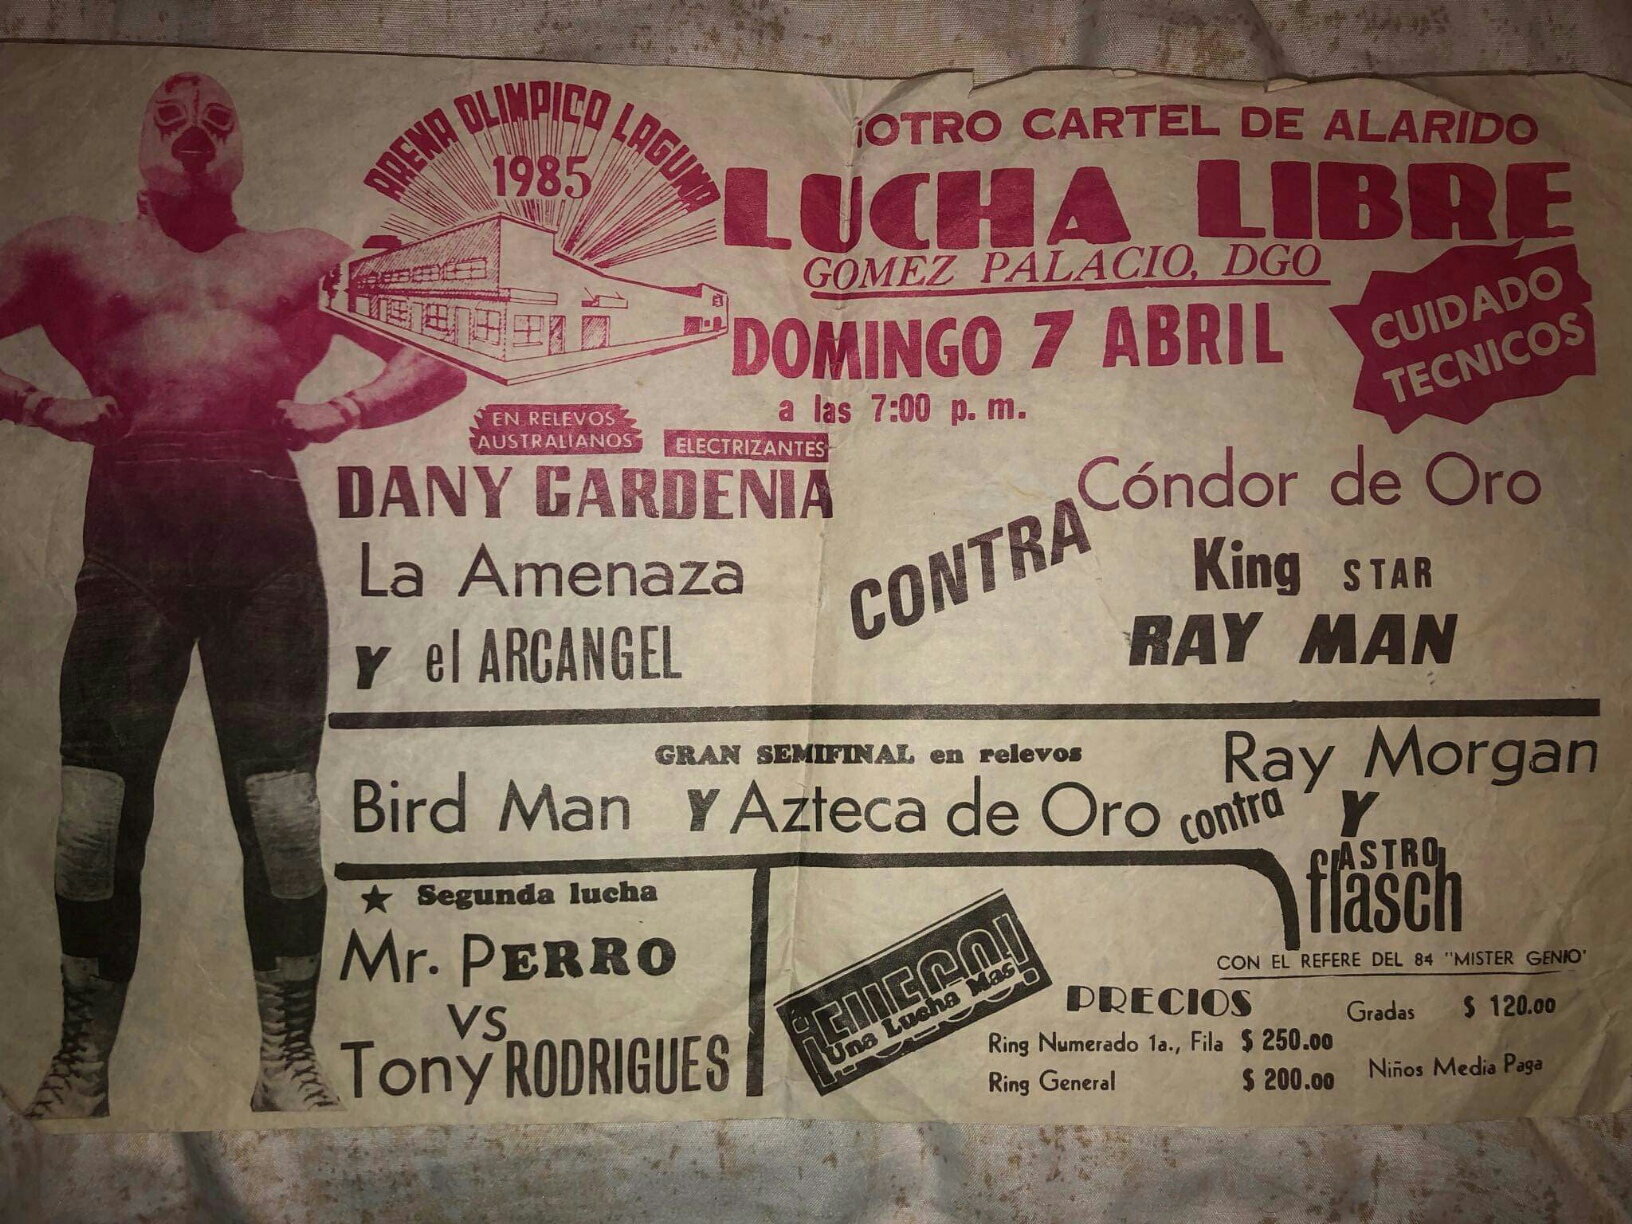 ARENA OLIMPICO LAGUNA
1985
¡OTRO CARTEL DE ALARIDO
LUCHA LIBRE
GOMEZ PALACIO, DGO
DOMINGO 7 ABRIL
a las 7:00 p. m.
CUIDADO
TECNICOS
EN RELEVOS
AUSTRALIANOS
ELECTRIZANTES
DANY GARDENIA
La Amenaza
Y el ARCANGEL
CONTRA
Cóndor de Oro
King STAR
RAY MAN
GRAN SEMIFINAL en relevos
Bird Man Y Azteca de Oro contra
Ray Morgan
Y
ASTRO
flasch
★ Segunda lucha
Mr. PERRO
VS
Tony RODRIGUES
Una Lucha Mas
CON EL REFERE DEL 84 "MISTER GENIO'
PRECIOS
Ring Numerado 1a., Fila $ 250.00
Ring General $ 200.00
Gradas $ 120.00
Niños Media Paga